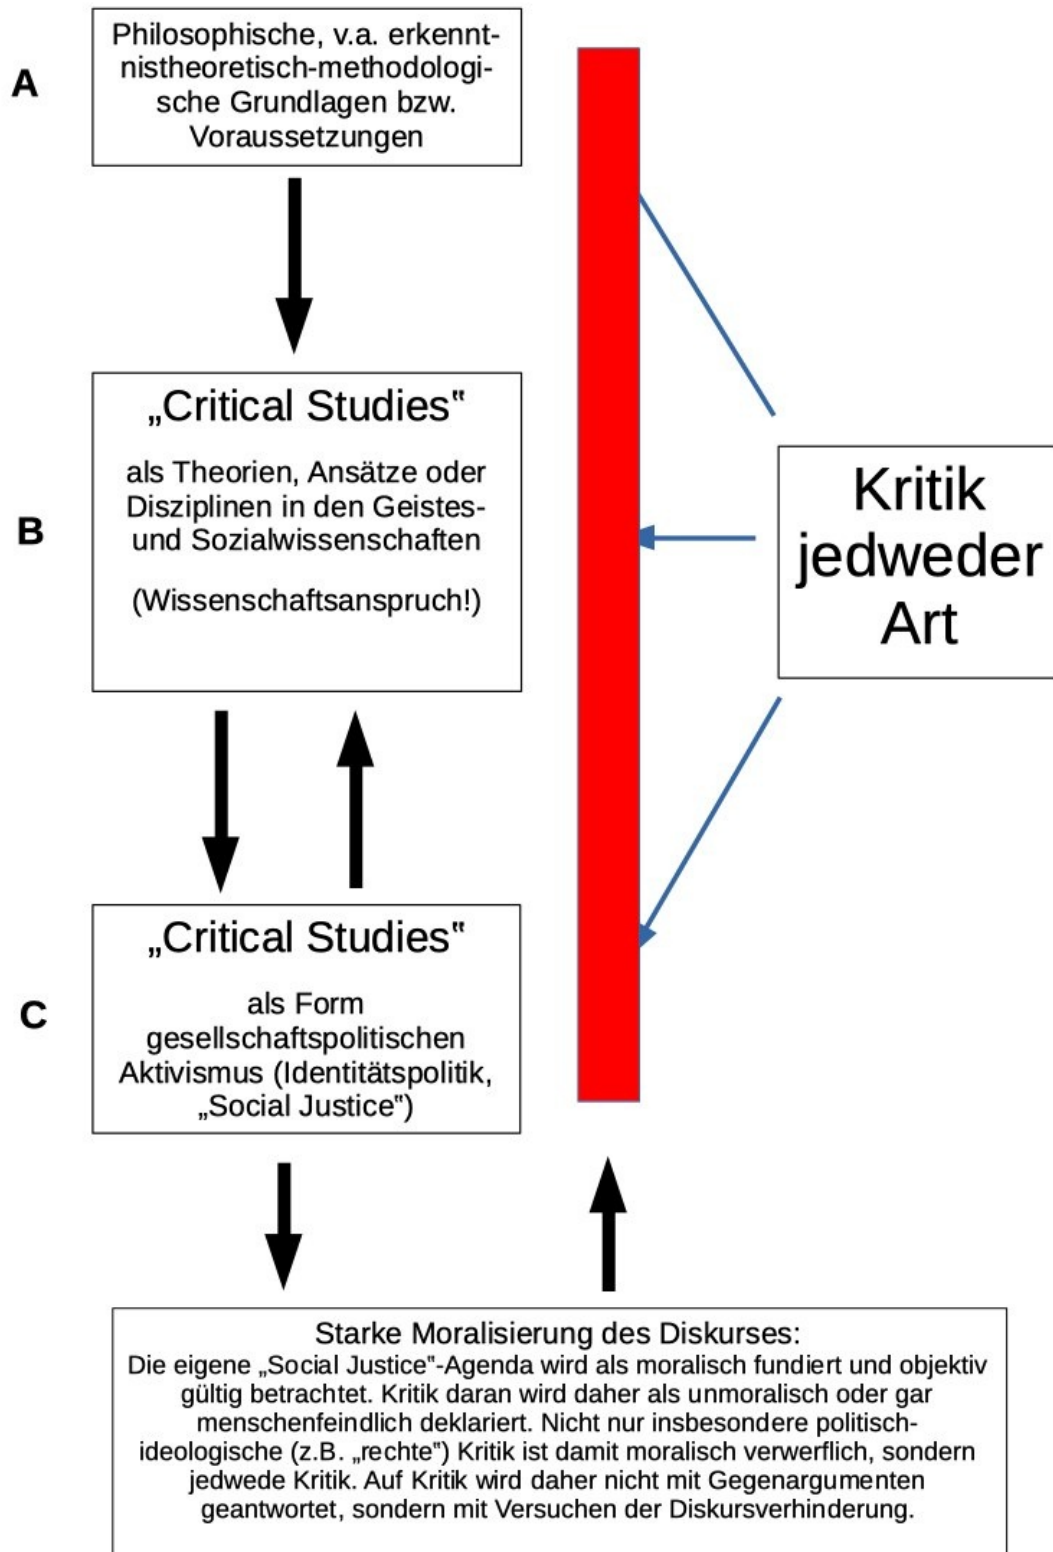 A
Philosophische, v.a. erkennt-
nistheoretisch-methodologi-
sche Grundlagen bzw.
Voraussetzungen
B
„Critical Studies“
als Theorien, Ansätze oder
Disziplinen in den Geistes-
und Sozialwissenschaften
(Wissenschaftsanspruch!)
Kritik
jedweder
Art
C
„Critical Studies“
als Form
gesellschaftspolitischen
Aktivismus (Identitätspolitik,
„Social Justice“)
Starke Moralisierung des Diskurses:
Die eigene „Social Justice“-Agenda wird als moralisch fundiert und objektiv
gültig betrachtet. Kritik daran wird daher als unmoralisch oder gar
menschenfeindlich deklariert. Nicht nur insbesondere politisch-
ideologische (z.B. „rechte“) Kritik ist damit moralisch verwerflich, sondern
jedwede Kritik. Auf Kritik wird daher nicht mit Gegenargumenten
geantwortet, sondern mit Versuchen der Diskursverhinderung.